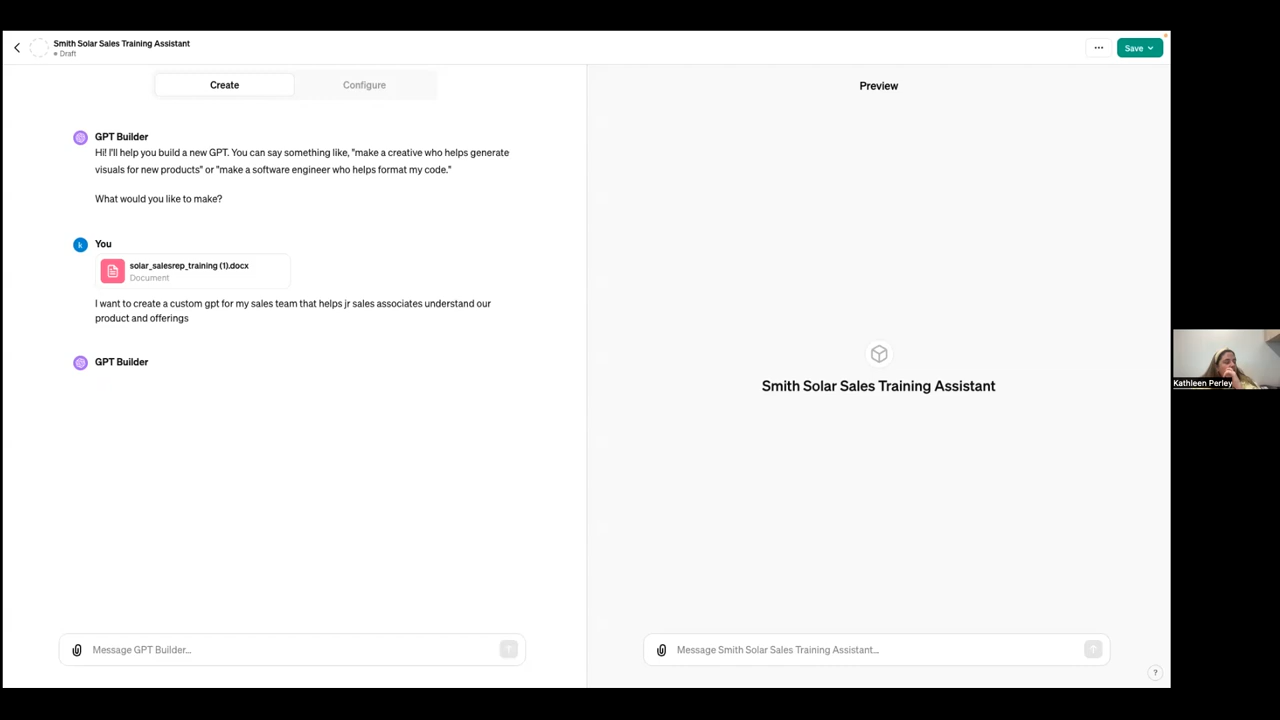 Smith Solar Sales Training Assistant
Draft
Save
Create
Configure
Preview
GPT Builder
Hi! I'll help you build a new GPT. You can say something like, "make a creative who helps generate
visuals for new products" or "make a software engineer who helps format my code."
What would you like to make?
k
You
solar_salesrep_training (1).docx
Document
I want to create a custom gpt for my sales team that helps jr sales associates understand our
product and offerings
GPT Builder
Smith Solar Sales Training Assistant
Kathleen Perley
Message GPT Builder...
Message Smith Solar Sales Training Assistant...
?